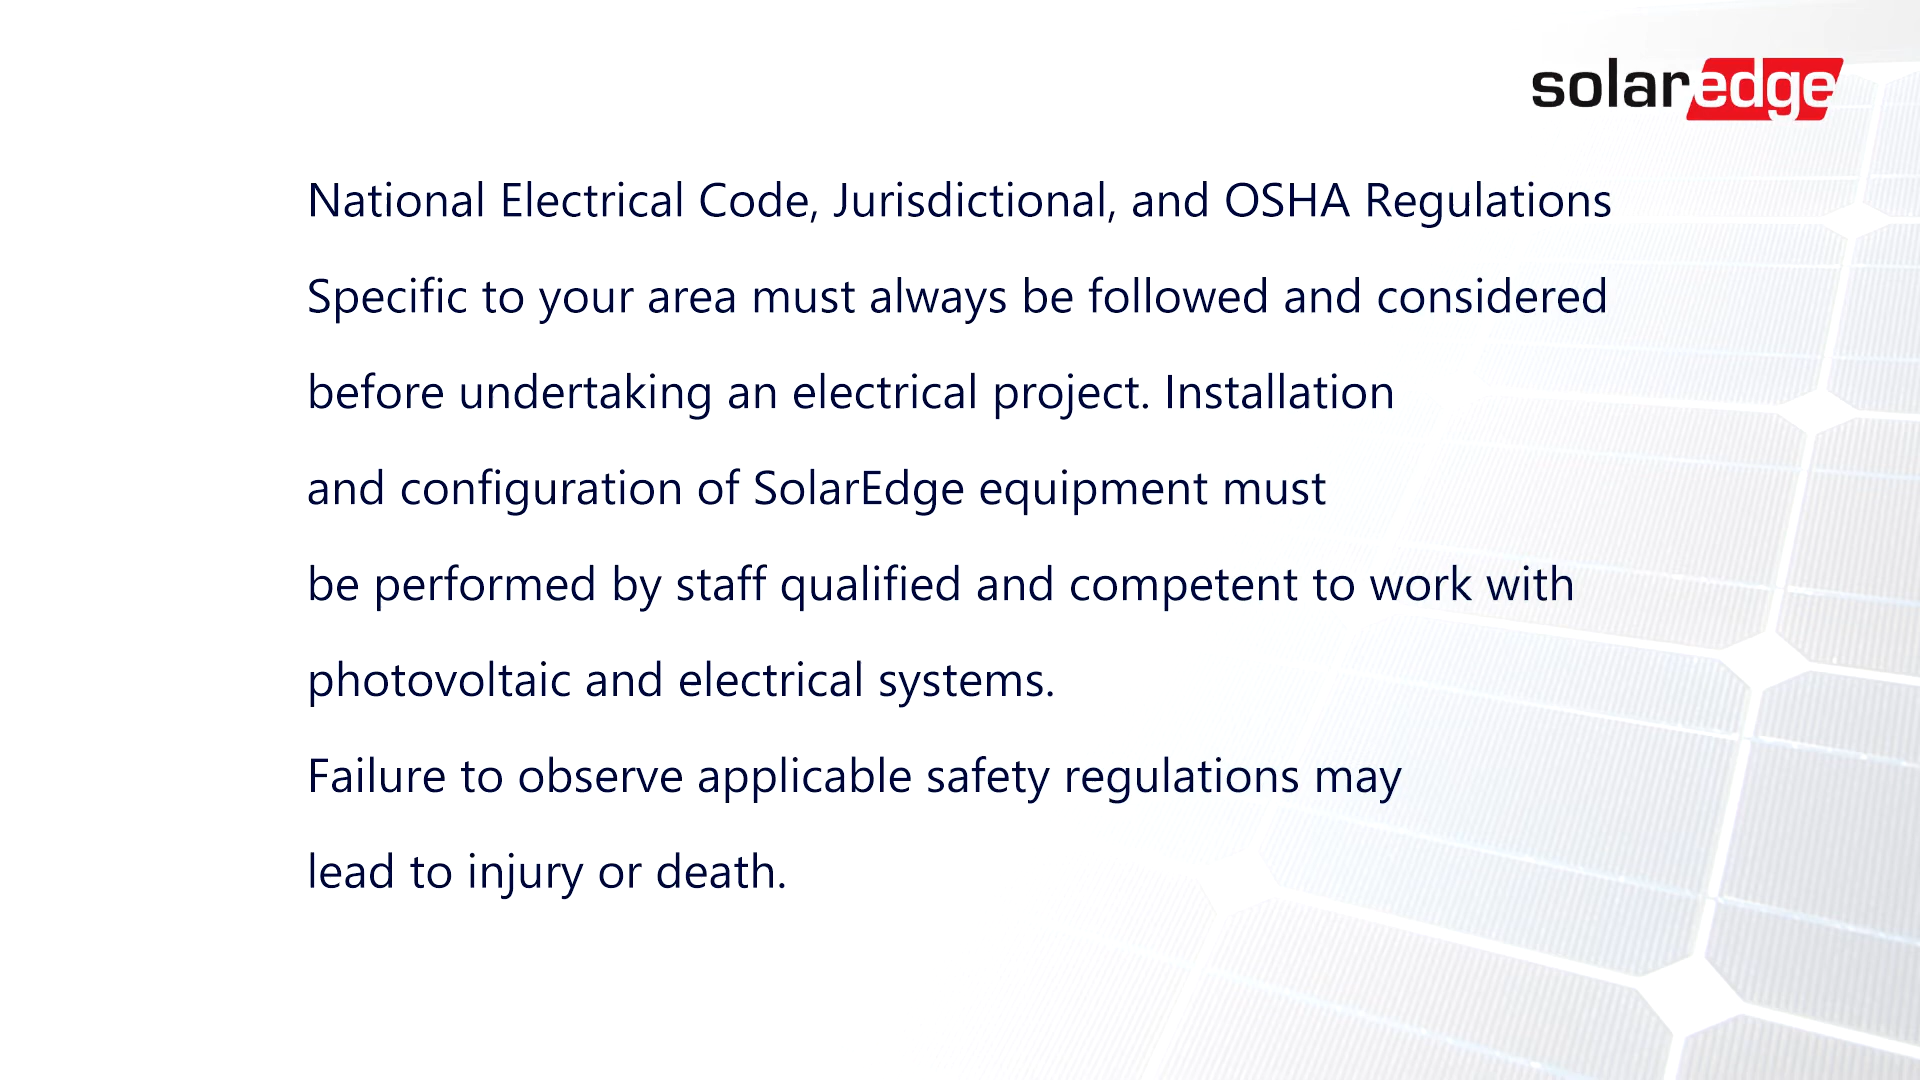 solaredge
National Electrical Code, Jurisdictional, and OSHA Regulations
Specific to your area must always be followed and considered
before undertaking an electrical project. Installation
and configuration of SolarEdge equipment must
be performed by staff qualified and competent to work with
photovoltaic and electrical systems.
Failure to observe applicable safety regulations may
lead to injury or death.